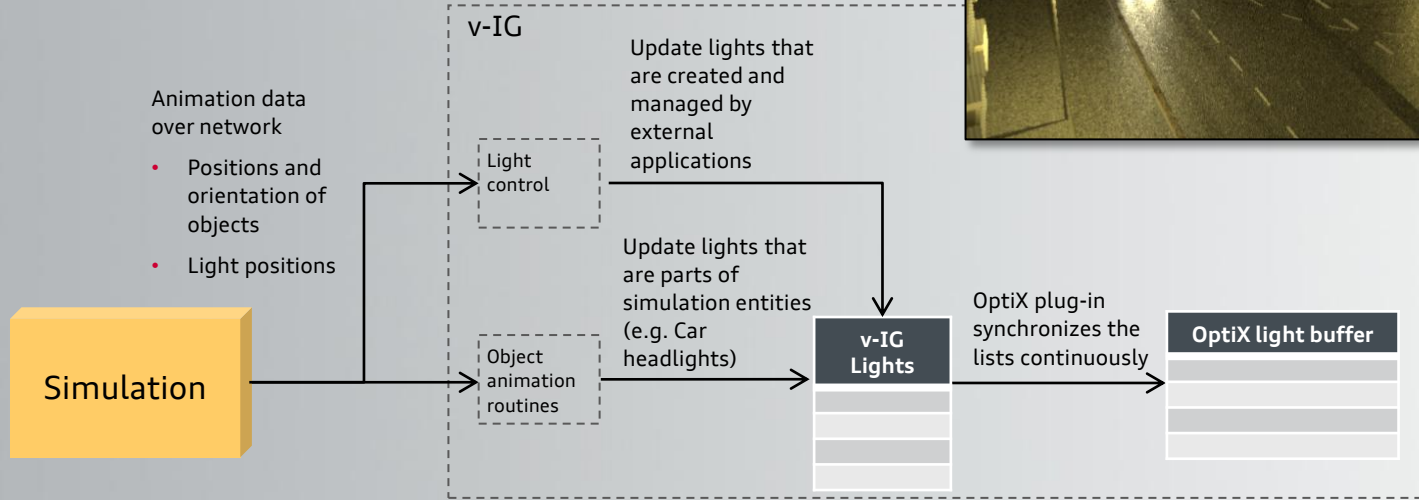 v-IG
Update lights that
are created and
managed by
external
applications
Animation data
over network
• Positions and
orientation of
objects
• Light positions
Light
control
Update lights that
are parts of
simulation entities
(e.g. Car
headlights)
Simulation
Object
animation
routines
v-IG
Lights
OptiX plug-in
synchronizes the
lists continuously
OptiX light buffer